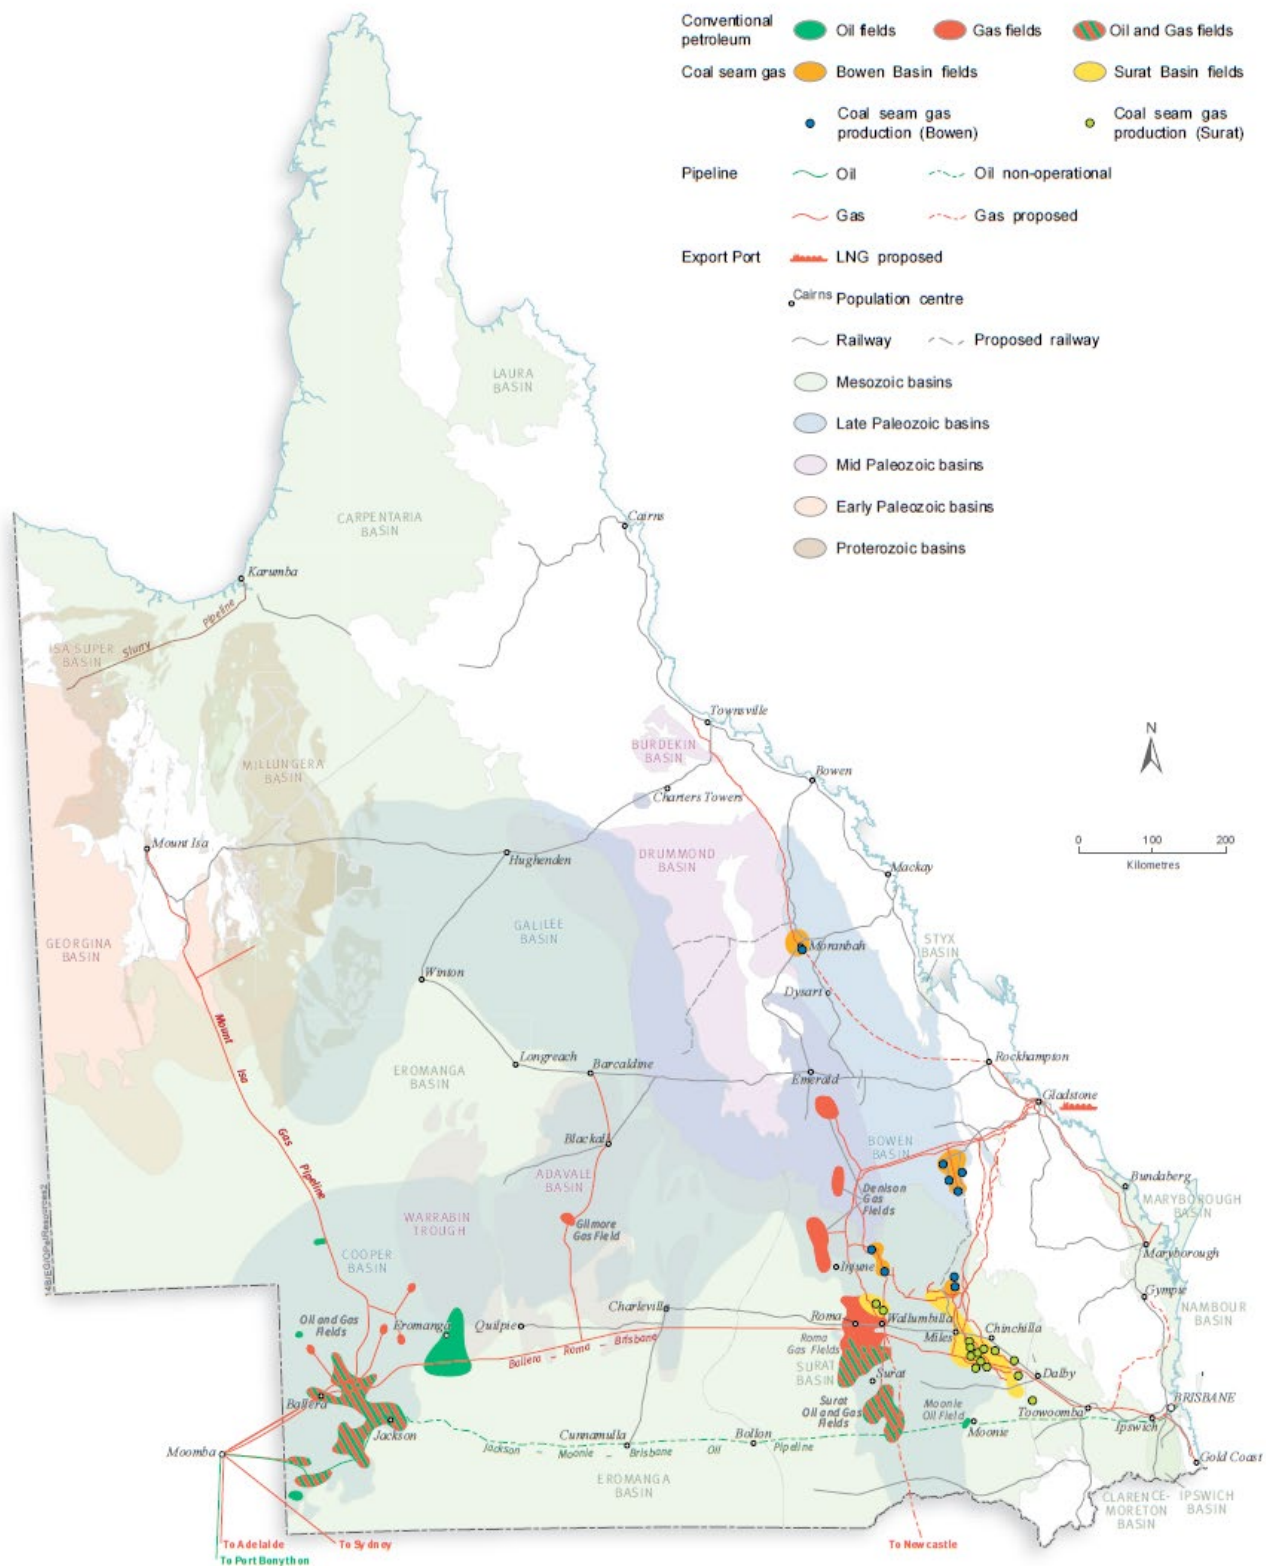 Conventional
petroleum
Oil fields
Gas fields
Oil and Gas fields
Coal seam gas
Bowen Basin fields
Surat Basin fields
Coal seam gas
production (Bowen)
Coal seam gas
production (Surat)
Pipeline
Oil
Oil non-operational
Gas
Gas proposed
Export Port
LNG proposed
Cairns
Population centre
Railway
Proposed railway
Mesozoic basins
Late Paleozoic basins
Mid Paleozoic basins
Early Paleozoic basins
Proterozoic basins
LAURA
BASIN
CARPENTARIA
BASIN
Cairns
Karumba
Slurry Pipeline
ISA SUPER
BASIN
Townsville
BURDEKIN
BASIN
MILLUNGERA
BASIN
N
Bowen
Charters Towers
0 100 200
Kilometres
Mount Isa
Hughenden
DRUMMOND
BASIN
Mackay
GEORGINA
BASIN
GALILEE
BASIN
Moranbah
STYX
BASIN
Winton
Dysart
Mount Isa Gas Pipeline
Longreach
Barcaldine
EROMANGA
BASIN
Emerald
Rockhampton
Gladstone
Blackall
BOWEN
BASIN
ADAVALE
BASIN
Denison
Gas
Fields
Bundaberg
MARYBOROUGH
BASIN
WARRABIN
TROUGH
Gilmore
Gas Field
COOPER
BASIN
Injune
Maryborough
Gympie
NAMBOUR
BASIN
Oil and Gas
Fields
Eromanga
Quilpie
Charleville
Roma
Wallumbilla
Miles
Chinchilla
Ballera – Roma – Brisbane
Roma
Gas Fields
SURAT
BASIN
Surat
Dalby
Ballera
Surat
Oil and Gas
Fields
Moonie
Oil Field
Toowoomba
BRISBANE
Ipswich
Jackson
Moonie
Moomba
Cunnamulla
Bollon
Jackson – Moonie – Brisbane Oil Pipeline
Gold Coast
EROMANGA
BASIN
CLARENCE-
MORETON
BASIN
IPSWICH
BASIN
To Adelaide
To Sydney
To Newcastle
To Port Bonython